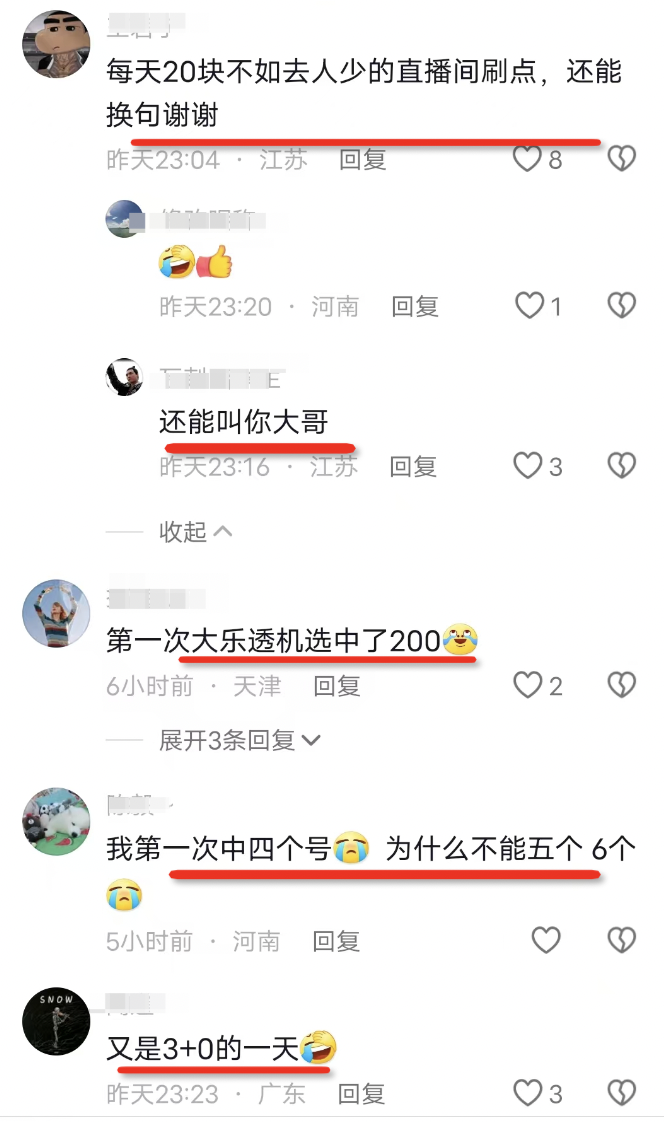 每天20块不如去人少的直播间刷点，还能
换句谢谢
昨天23:04 · 江苏 回复 8
昨天23:20 · 河南 回复 1
还能叫你大哥
昨天23:16 · 江苏 回复 3
收起
第一次大乐透机选中了200
6小时前 · 天津 回复 2
展开3条回复
我第一次中四个号 为什么不能五个 6个
5小时前 · 河南 回复
SNOW
又是3+0的一天
昨天23:23 · 广东 回复 3